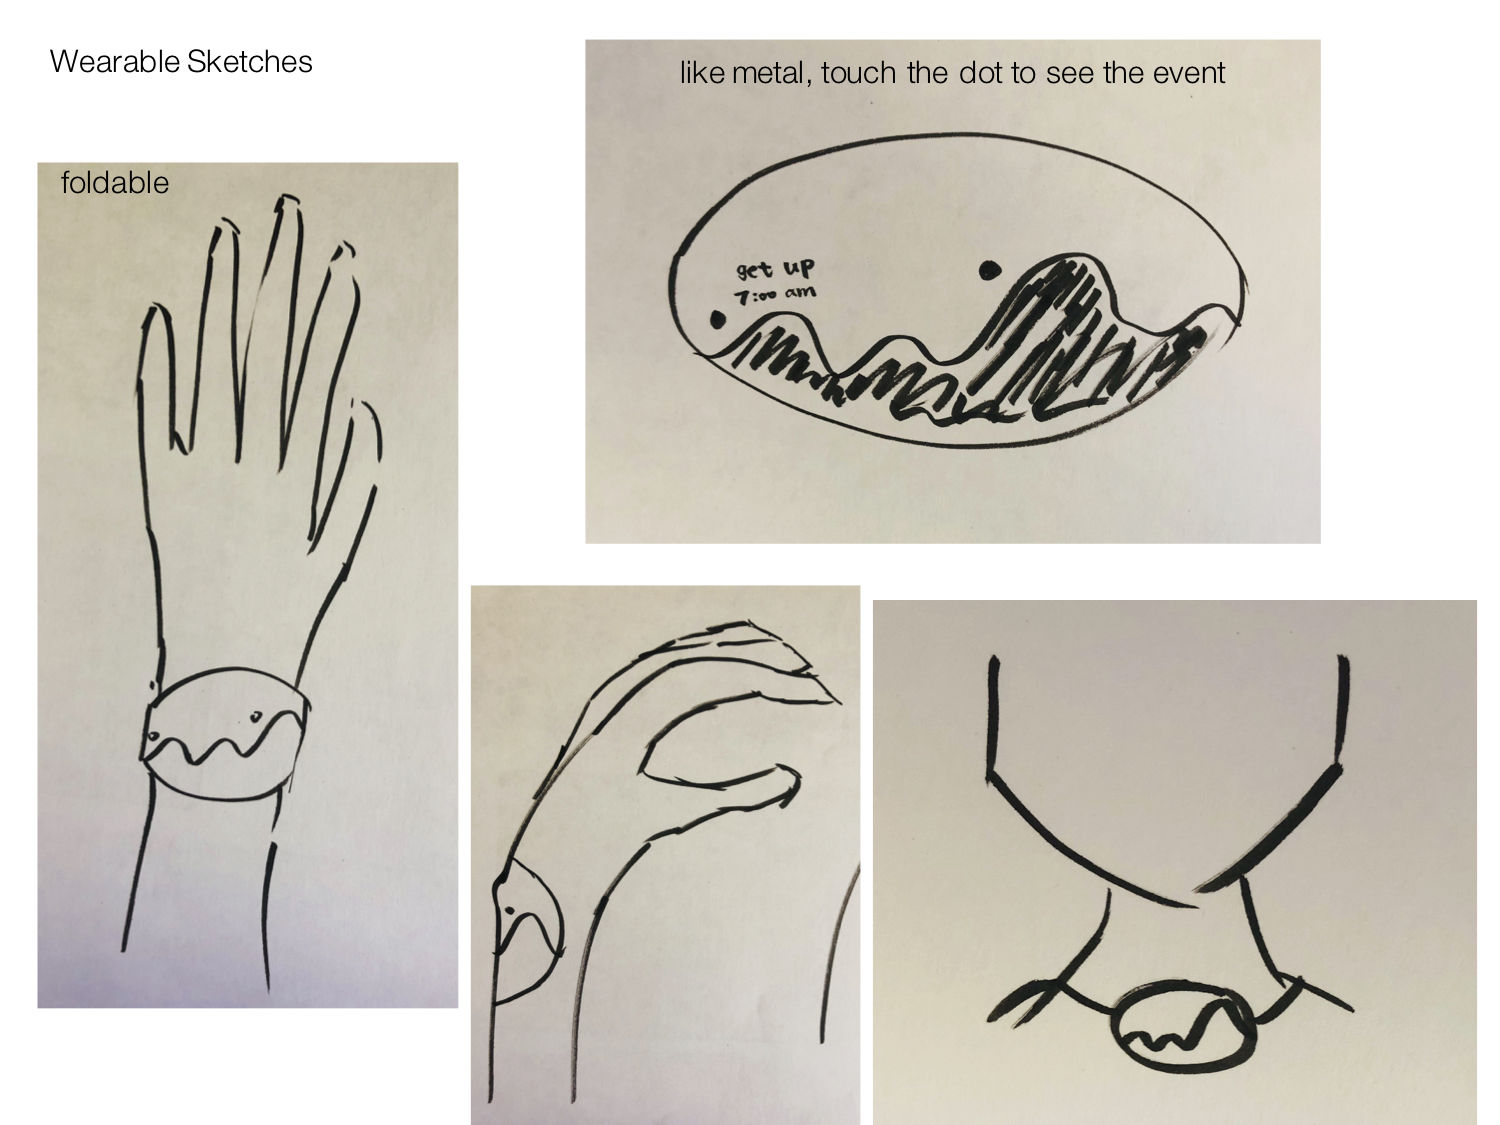 Wearable Sketches
like metal, touch the dot to see the event
foldable
get up
7:00 am